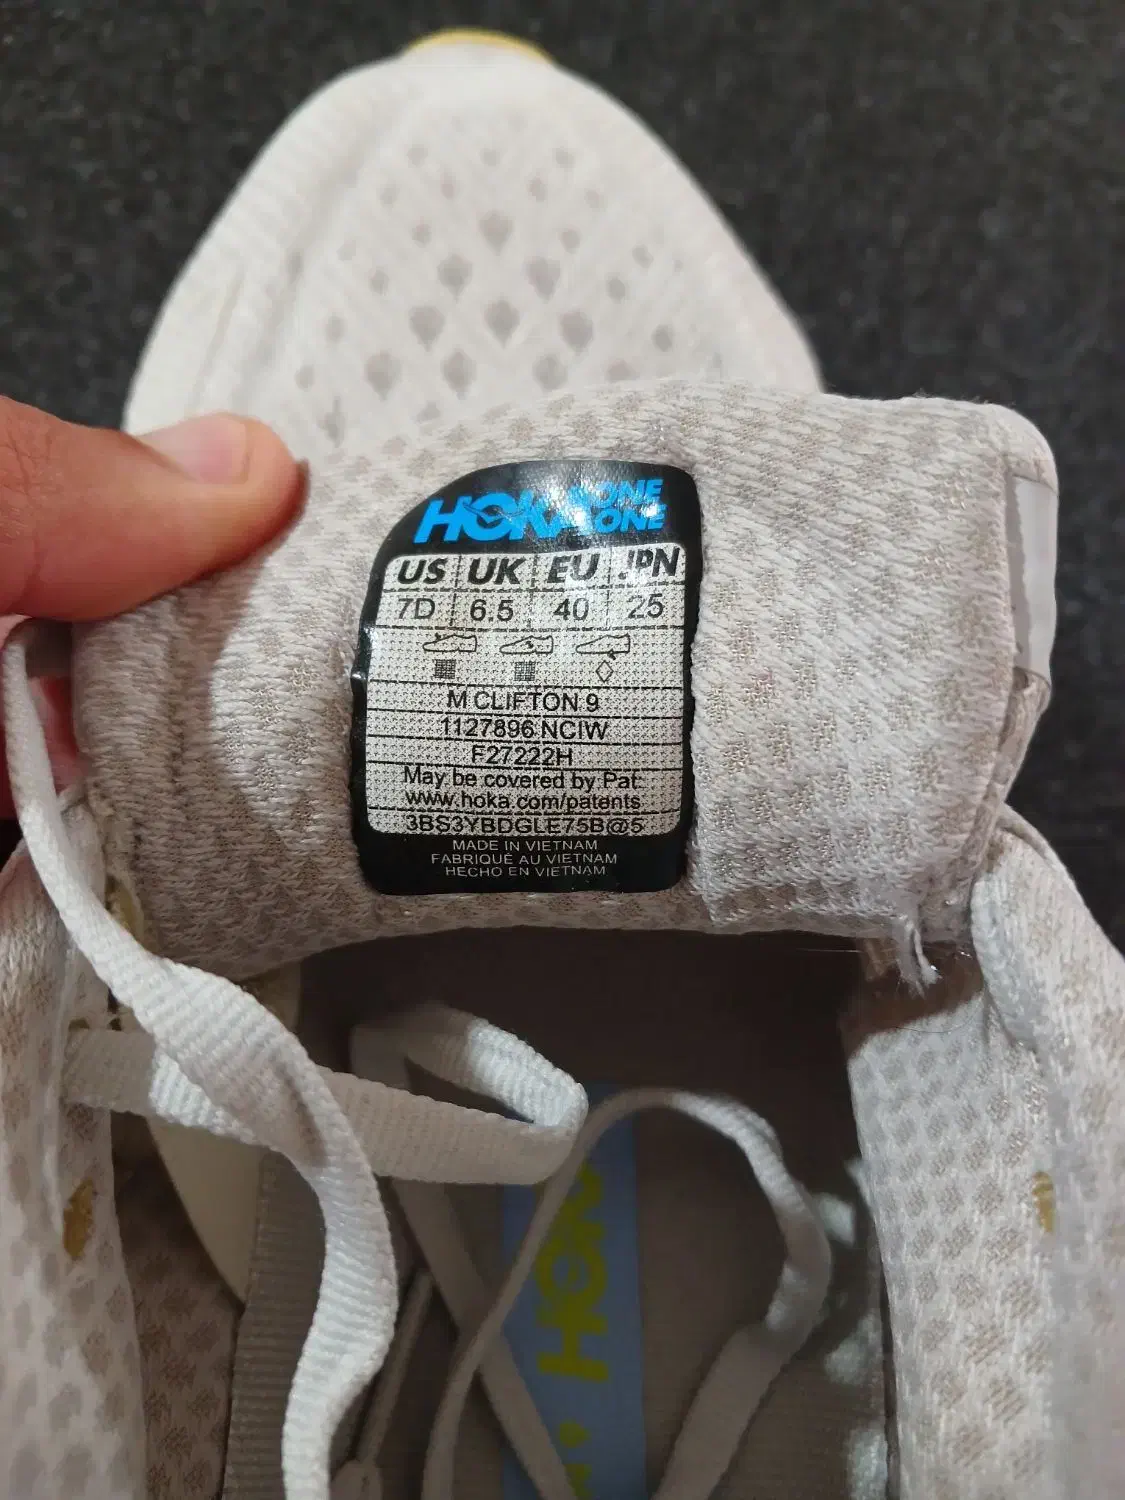 HOKA ONE ONE
US UK EU JPN
7D 6.5 40 25
M CLIFTON 9
1127896 NCIW
F27222H
May be covered by Pat.
www.hoka.com/patents
3BS3YBDGLE75B@5
MADE IN VIETNAM
FABRIQUÉ AU VIETNAM
HECHO EN VIETNAM
HOKA